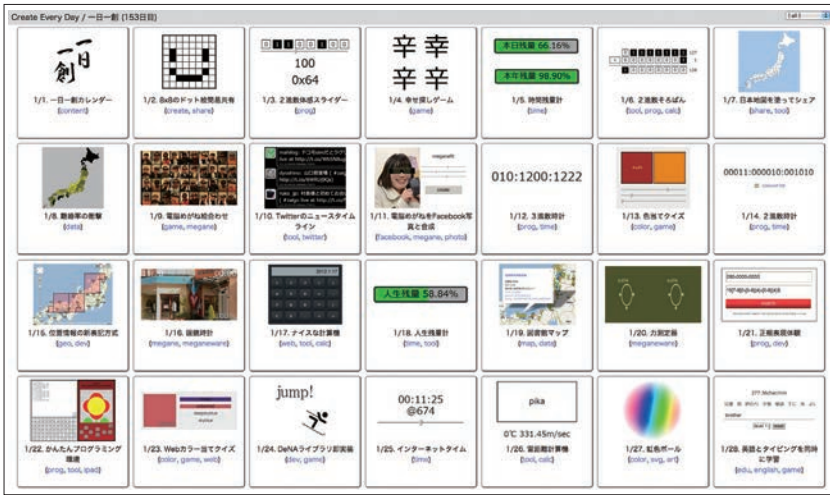 Create Every Day / 一日一創 (153日目)
一日一創
1/1. 一日一創カレンダー
(content)
1/2. 8x8のドット絵簡易共有
(create, share)
0 1 1 0 0 1 0 0
100
0x64
1/3. 2進数体感スライダー
(prog)
辛 幸
辛 辛
1/4. 幸せ探しゲーム
(game)
本日残量 66.16%
本年残量 98.90%
1/5. 時間残量計
(time)
1/6. 2進数そろばん
(tool, prog, calc)
1/7. 日本地図を塗ってシェア
(share, tool)
1/8. 離婚率の衝撃
(data)
1/9. 電脳めがね絵合わせ
(game, megane)
1/10. Twitterのニュースタイム
ライン
(tool, twitter)
1/11. 電脳めがねをFacebook写
真と合成
(facebook, megane, photo)
010:1200:1222
1/12. 3進数時計
(prog, time)
1/13. 色当てクイズ
(color, game)
00011:000010:001010
1/14. 2進数時計
(prog, time)
1/15. 位置情報の新表記方式
(geo, dev)
1/16. 眼鏡時計
(megane, meganeware)
1/17. ナイスな計算機
(web, tool, calc)
人生残量 58.84%
1/18. 人生残量計
(time, tool)
1/19. 図書館マップ
(map, data)
1/20. 力測定器
(meganeware)
1/21. 正規表現体験
(prog, dev)
1/22. かんたんプログラミング
環境
(prog, tool, ipad)
1/23. Webカラー当てクイズ
(color, game, web)
jump!
1/24. DeNAライブラリ即実装
(dev, game)
00:11:25
@674
1/25. インターネットタイム
(time)
pika
0℃ 331.45m/sec
1/26. 雷距離計算機
(tool, calc)
1/27. 虹色ボール
(color, svg, art)
1/28. 英語とタイピングを同時
に学習
(edu, english, game)